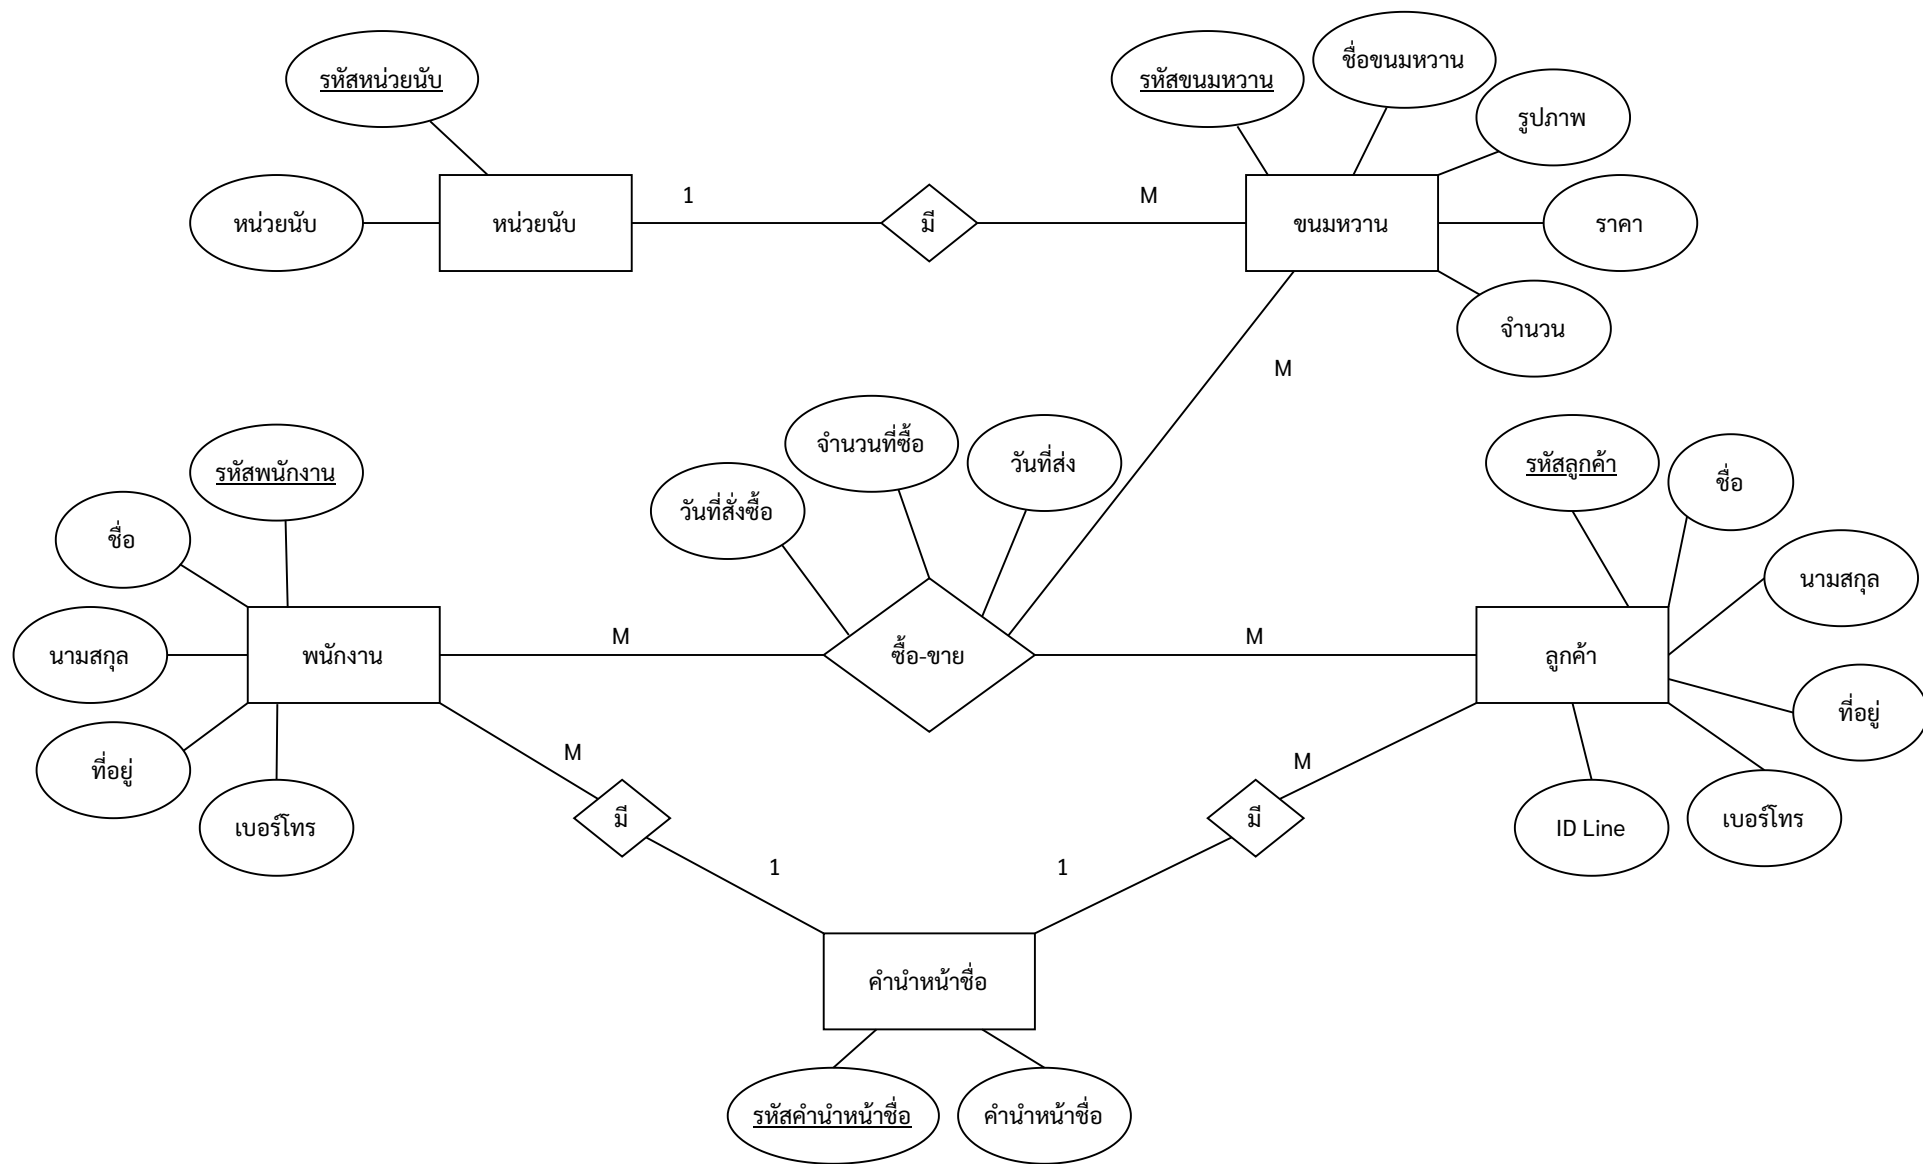 รหัสหน่วยนับ
หน่วยนับ
หน่วยนับ
1
มี
M
รหัสขนมหวาน
ชื่อขนมหวาน
รูปภาพ
ขนมหวาน
ราคา
จำนวน
M
รหัสพนักงาน
ชื่อ
นามสกุล
พนักงาน
ที่อยู่
เบอร์โทร
M
วันที่สั่งซื้อ
จำนวนที่ซื้อ
วันที่ส่ง
ซื้อ-ขาย
M
รหัสลูกค้า
ชื่อ
นามสกุล
ลูกค้า
ที่อยู่
เบอร์โทร
ID Line
M
มี
1
M
มี
1
คำนำหน้าชื่อ
รหัสคำนำหน้าชื่อ
คำนำหน้าชื่อ